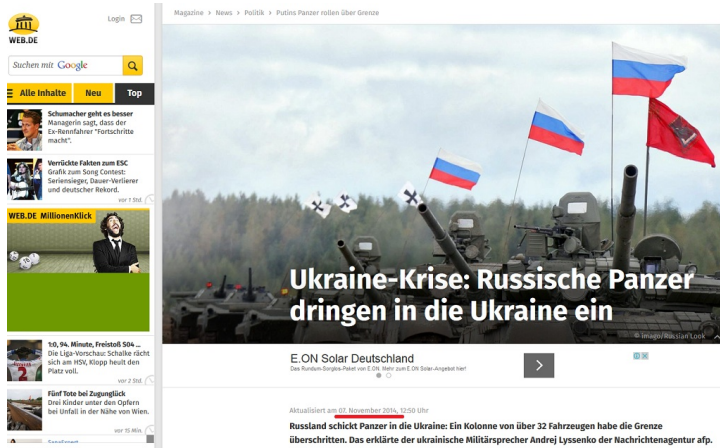 WEB.DE
Login
Suchen mit Google
Alle Inhalte Neu Top
Schumacher geht es besser
Managerin sagt, dass der
Ex-Rennfahrer "Fortschritte
macht".
Verrückte Fakten zum ESC
Grafik zum Song Contest:
Seriensieger, Dauer-Verlierer
und deutscher Rekord.
vor 1 Std.
WEB.DE MillionenKlick
1:0, 94. Minute, Freistoß S04 ...
Die Liga-Vorschau: Schalke rächt
sich am HSV, Klopp heult den
Platz voll.
vor 2 Std.
Fünf Tote bei Zugunglück
Drei Kinder unter den Opfern
bei Unfall in der Nähe von Wien.
vor 15 Min.
Magazine > News > Politik > Putins Panzer rollen über Grenze
Ukraine-Krise: Russische Panzer
dringen in die Ukraine ein
© imago/Russian Look
E.ON Solar Deutschland
Das Rundum-Sorglos-Paket von E.ON. Mehr zum E.ON Solar-Angebot hier!
Aktualisiert am 07. November 2014, 12:50 Uhr
Russland schickt Panzer in die Ukraine: Ein Kolonne von über 32 Fahrzeugen habe die Grenze
überschritten. Das erklärte der ukrainische Militärsprecher Andrej Lyssenko der Nachrichtenagentur afp.